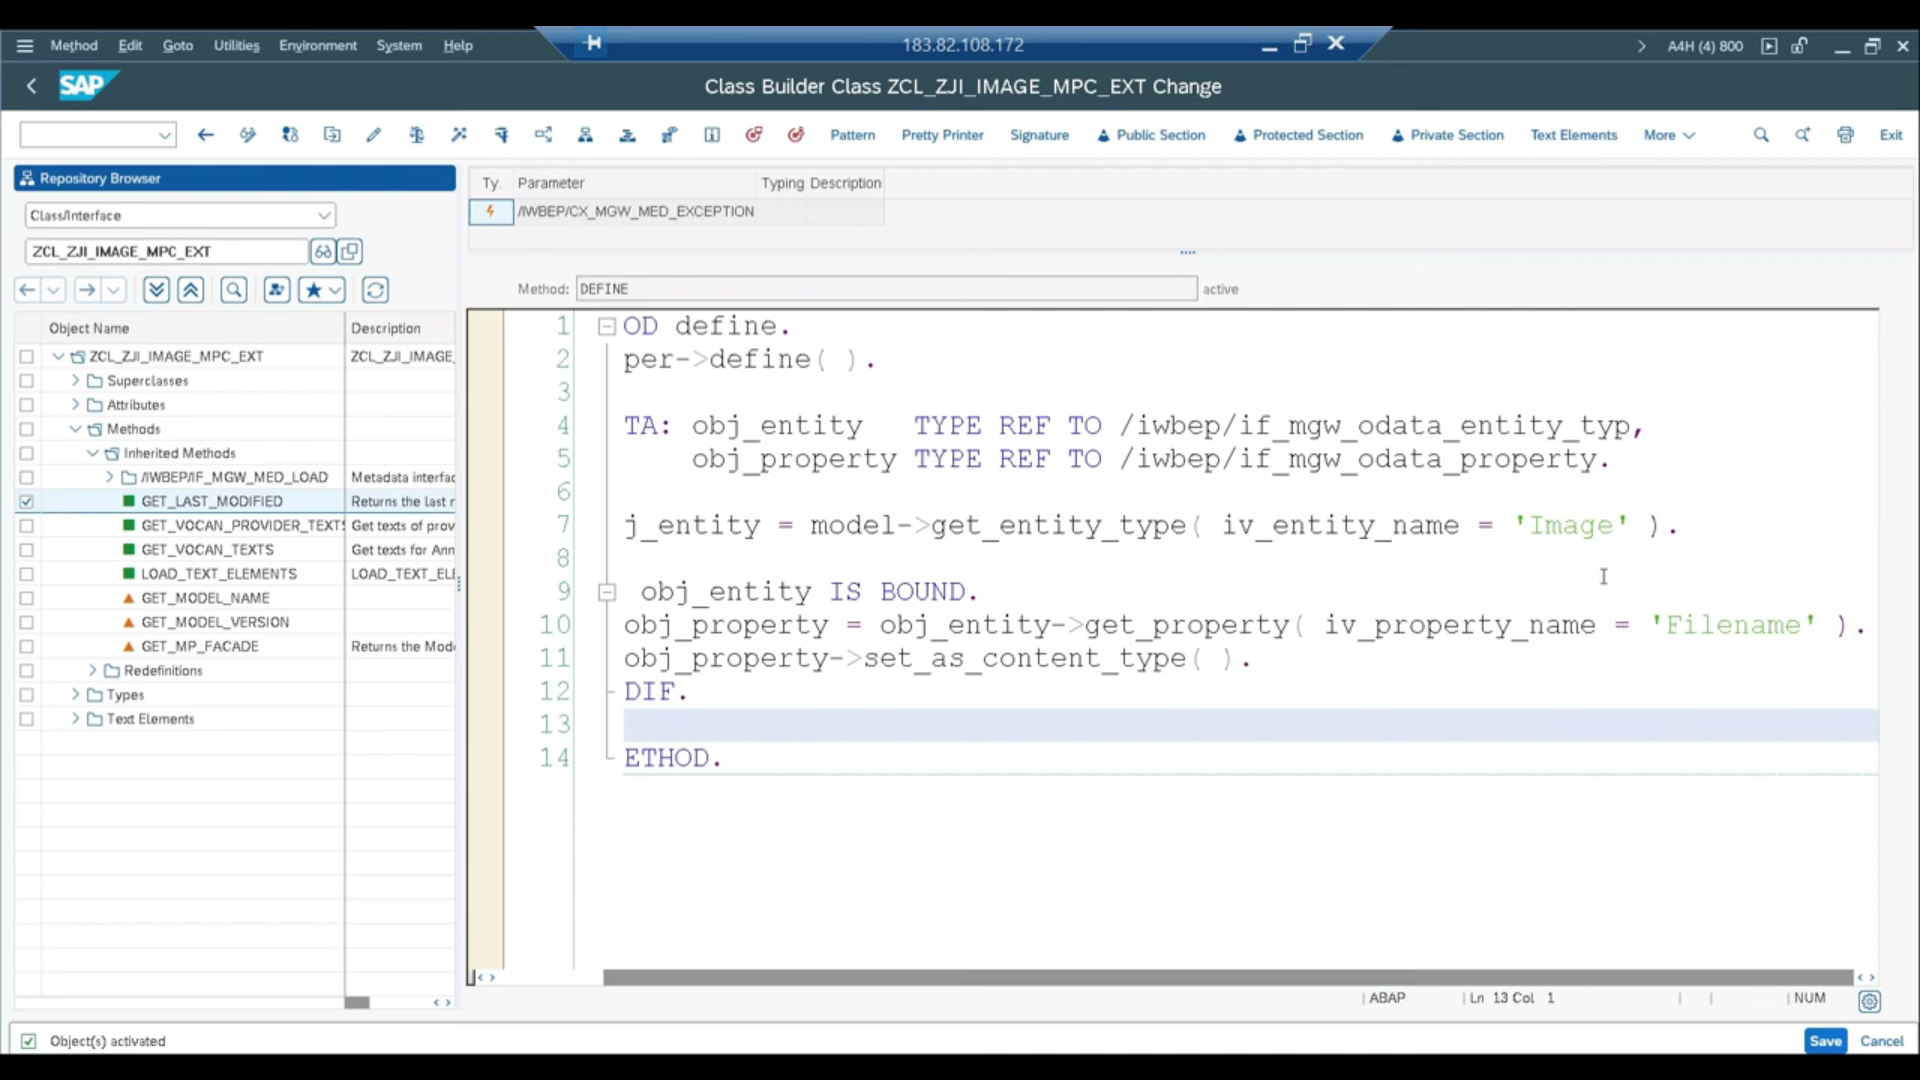 Method Edit Goto Utilities Environment System Help
183.82.108.172
A4H (4) 800
SAP
Class Builder Class ZCL_ZJI_IMAGE_MPC_EXT Change
Pattern Pretty Printer Signature Public Section Protected Section Private Section Text Elements More Exit
Repository Browser
Class/Interface
ZCL_ZJI_IMAGE_MPC_EXT
Object Name Description
ZCL_ZJI_IMAGE_MPC_EXT ZCL_ZJI_IMAGE_
Superclasses
Attributes
Methods
Inherited Methods
/IWBEP/IF_MGW_MED_LOAD Metadata interfac
GET_LAST_MODIFIED Returns the last r
GET_VOCAN_PROVIDER_TEXTS Get texts of prov
GET_VOCAN_TEXTS Get texts for Ann
LOAD_TEXT_ELEMENTS LOAD_TEXT_ELE
GET_MODEL_NAME
GET_MODEL_VERSION
GET_MP_FACADE Returns the Mode
Redefinitions
Types
Text Elements
Ty. Parameter Typing Description
/IWBEP/CX_MGW_MED_EXCEPTION
Method: DEFINE active
1 OD define.
2 per->define( ).
3
4 TA: obj_entity TYPE REF TO /iwbep/if_mgw_odata_entity_typ,
5 obj_property TYPE REF TO /iwbep/if_mgw_odata_property.
6
7 j_entity = model->get_entity_type( iv_entity_name = 'Image' ).
8
9 obj_entity IS BOUND.
10 obj_property = obj_entity->get_property( iv_property_name = 'Filename' ).
11 obj_property->set_as_content_type( ).
12 DIF.
13
14 ETHOD.
ABAP Ln 13 Col 1 NUM
Object(s) activated
Save Cancel